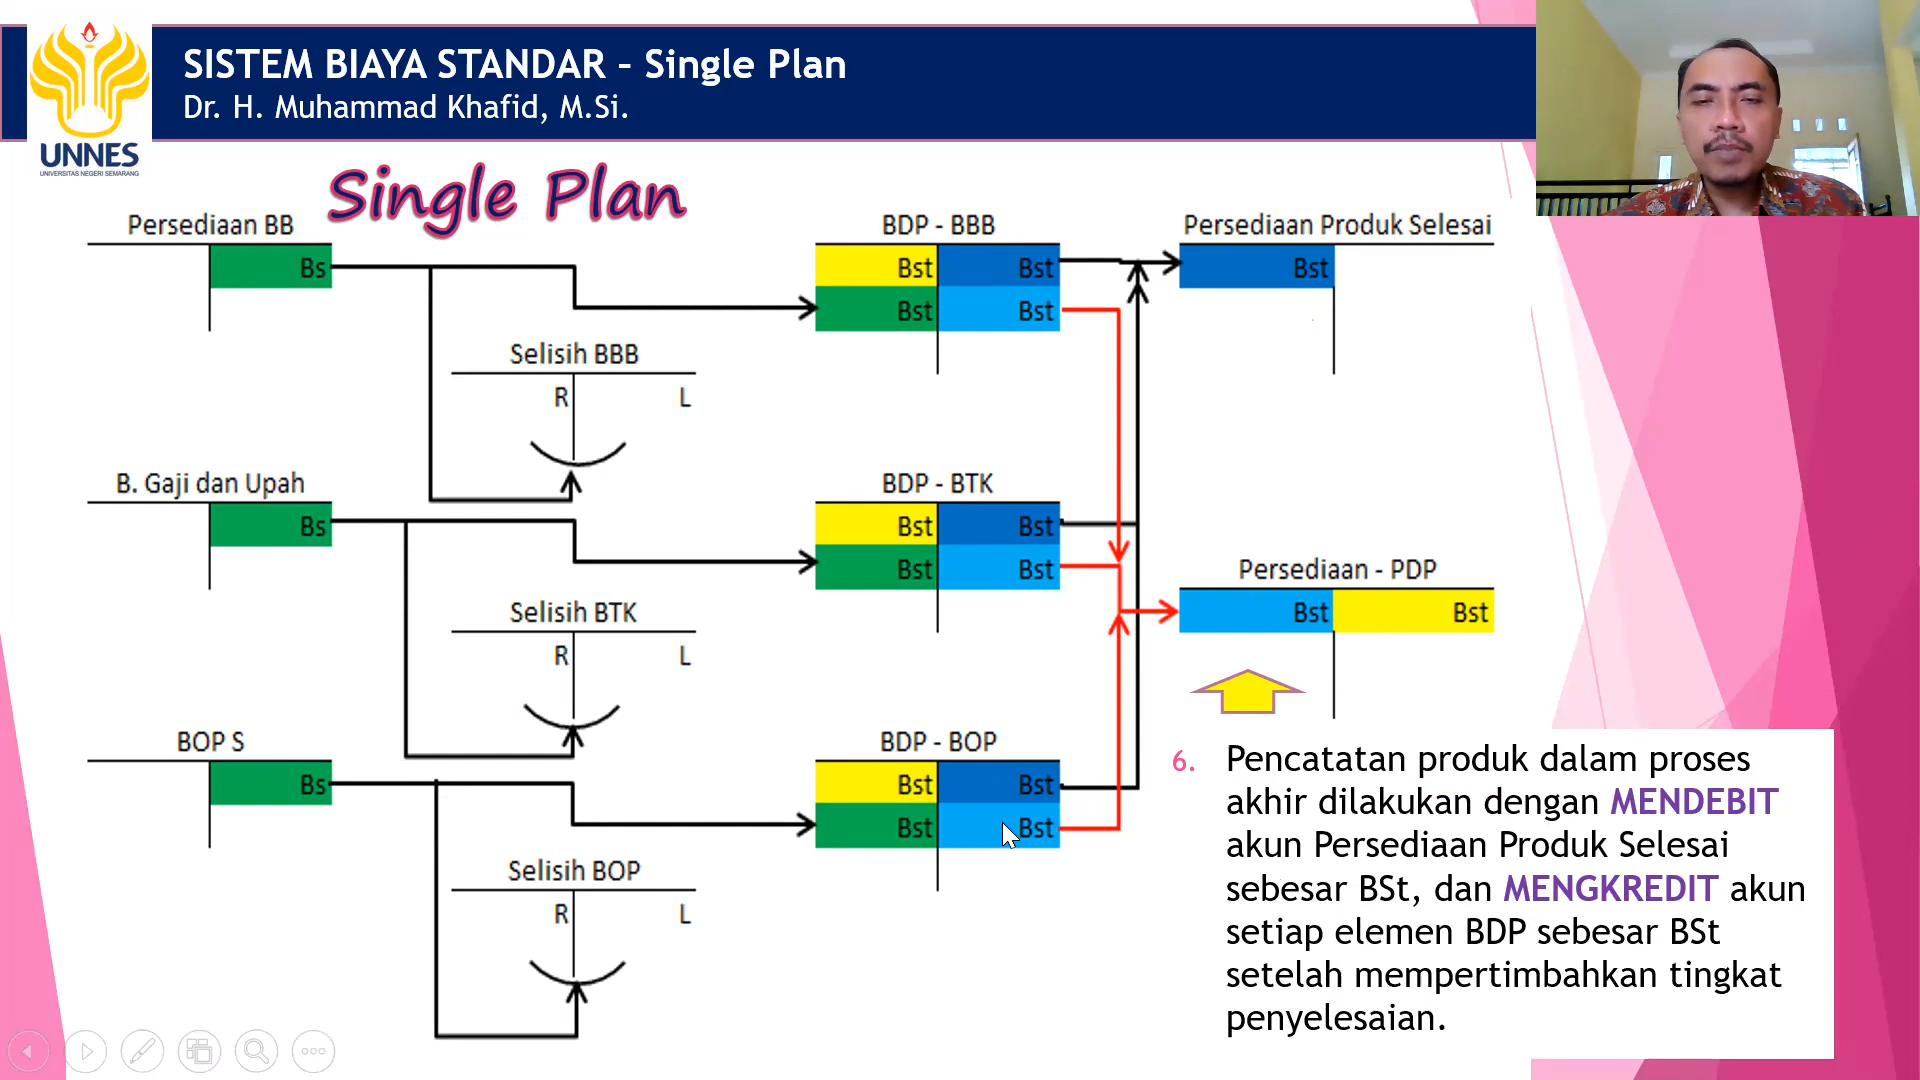 SISTEM BIAYA STANDAR – Single Plan
Dr. H. Muhammad Khafid, M.Si.
UNNES
UNIVERSITAS NEGERI SEMARANG
Single Plan
Persediaan BB
Bs
BDP - BBB
Bst Bst
Bst Bst
Persediaan Produk Selesai
Bst
Selisih BBB
R L
B. Gaji dan Upah
Bs
BDP - BTK
Bst Bst
Bst Bst
Persediaan - PDP
Bst Bst
Selisih BTK
R L
BOP S
Bs
BDP - BOP
Bst Bst
Bst Bst
Selisih BOP
R L
6. Pencatatan produk dalam proses
akhir dilakukan dengan MENDEBIT
akun Persediaan Produk Selesai
sebesar BSt, dan MENGKREDIT akun
setiap elemen BDP sebesar BSt
setelah mempertimbahkan tingkat
penyelesaian.